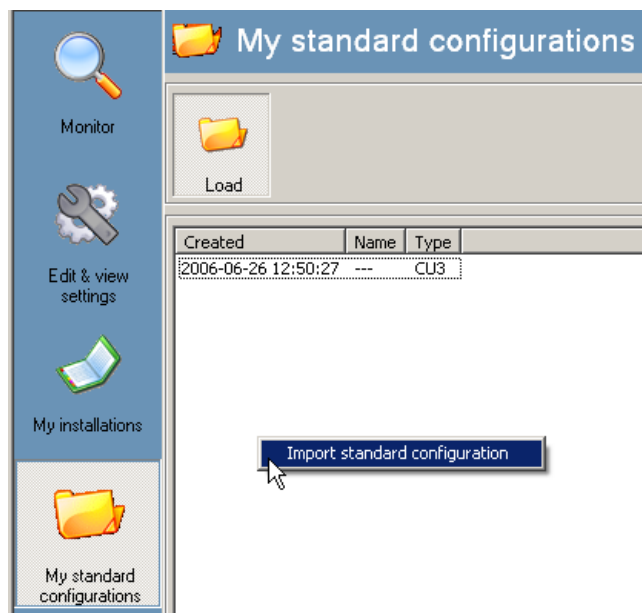 My standard configurations
Monitor
Edit & view
settings
My installations
My standard
configurations
Load
Created Name Type
2006-06-26 12:50:27 --- CU3
Import standard configuration